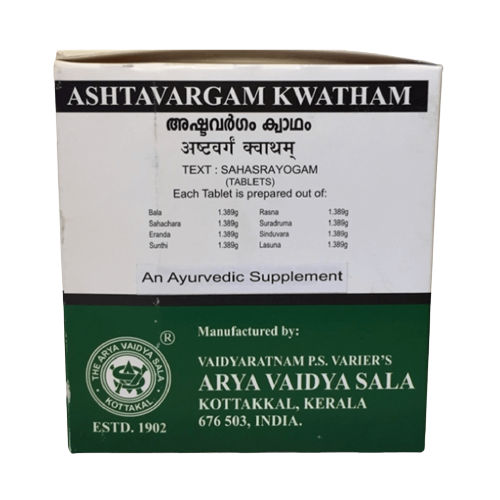 ASHTAVARGAM KWATHAM
അഷ്ടവർഗം ക്വാഥം
अष्टवर्गं क्वाथम्
TEXT : SAHASRAYOGAM
(TABLETS)
Each Tablet is prepared out of:
Bala 1.389g Rasna 1.389g
Sahachara 1.389g Suradruma 1.389g
Eranda 1.389g Sinduvara 1.389g
Sunthi 1.389g Lasuna 1.389g
An Ayurvedic Supplement
Manufactured by:
VAIDYARATNAM P.S. VARIER'S
ARYA VAIDYA SALA
KOTTAKKAL, KERALA
676 503, INDIA.
®
THE ARYA VAIDYA SALA
KOTTAKAL
ESTD. 1902